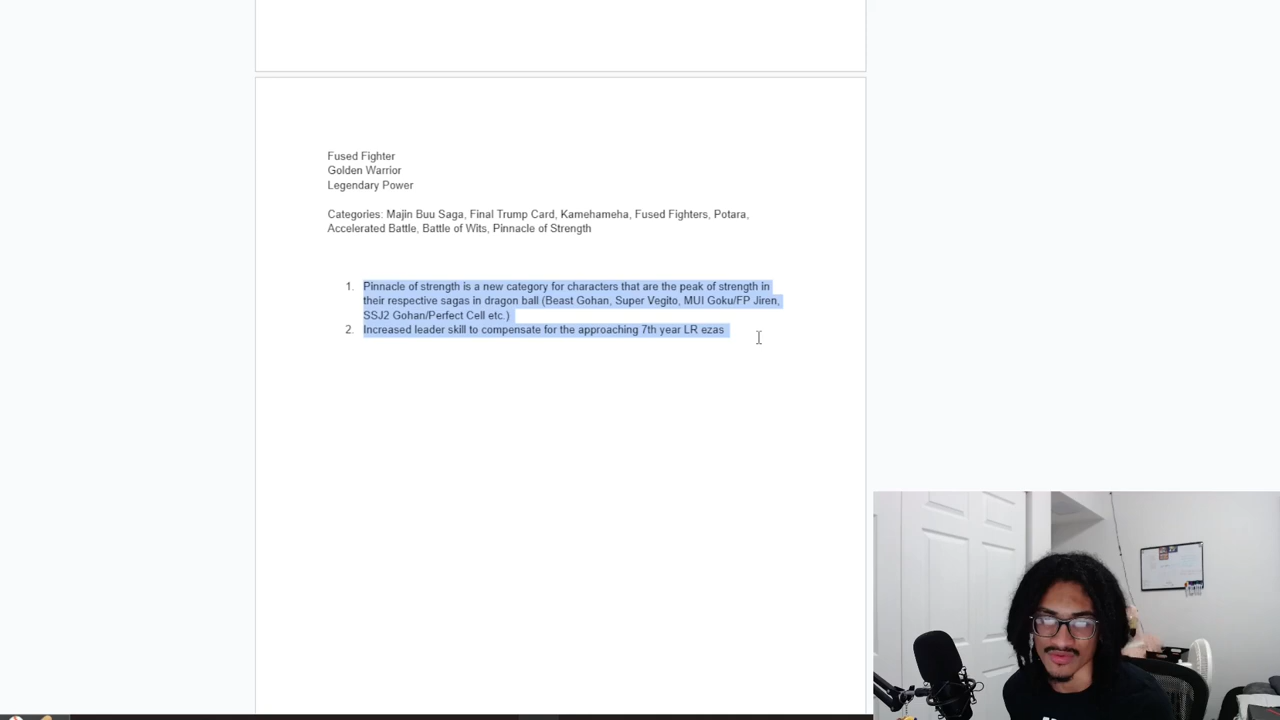 Fused Fighter
Golden Warrior
Legendary Power
Categories: Majin Buu Saga, Final Trump Card, Kamehameha, Fused Fighters, Potara,
Accelerated Battle, Battle of Wits, Pinnacle of Strength
1. Pinnacle of strength is a new category for characters that are the peak of strength in
their respective sagas in dragon ball (Beast Gohan, Super Vegito, MUI Goku/FP Jiren,
SSJ2 Gohan/Perfect Cell etc.)
2. Increased leader skill to compensate for the approaching 7th year LR ezas